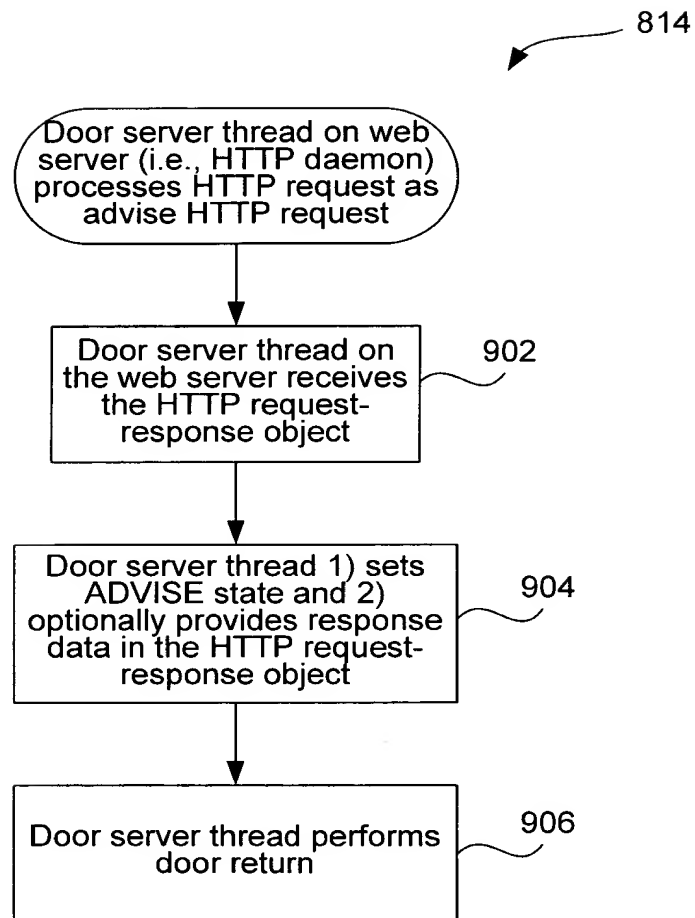 814
Door server thread on web
server (i.e., HTTP daemon)
processes HTTP request as
advise HTTP request
Door server thread on
the web server receives
the HTTP request-
response object
902
Door server thread 1) sets
ADVISE state and 2)
optionally provides response
data in the HTTP request-
response object
904
Door server thread performs
door return
906